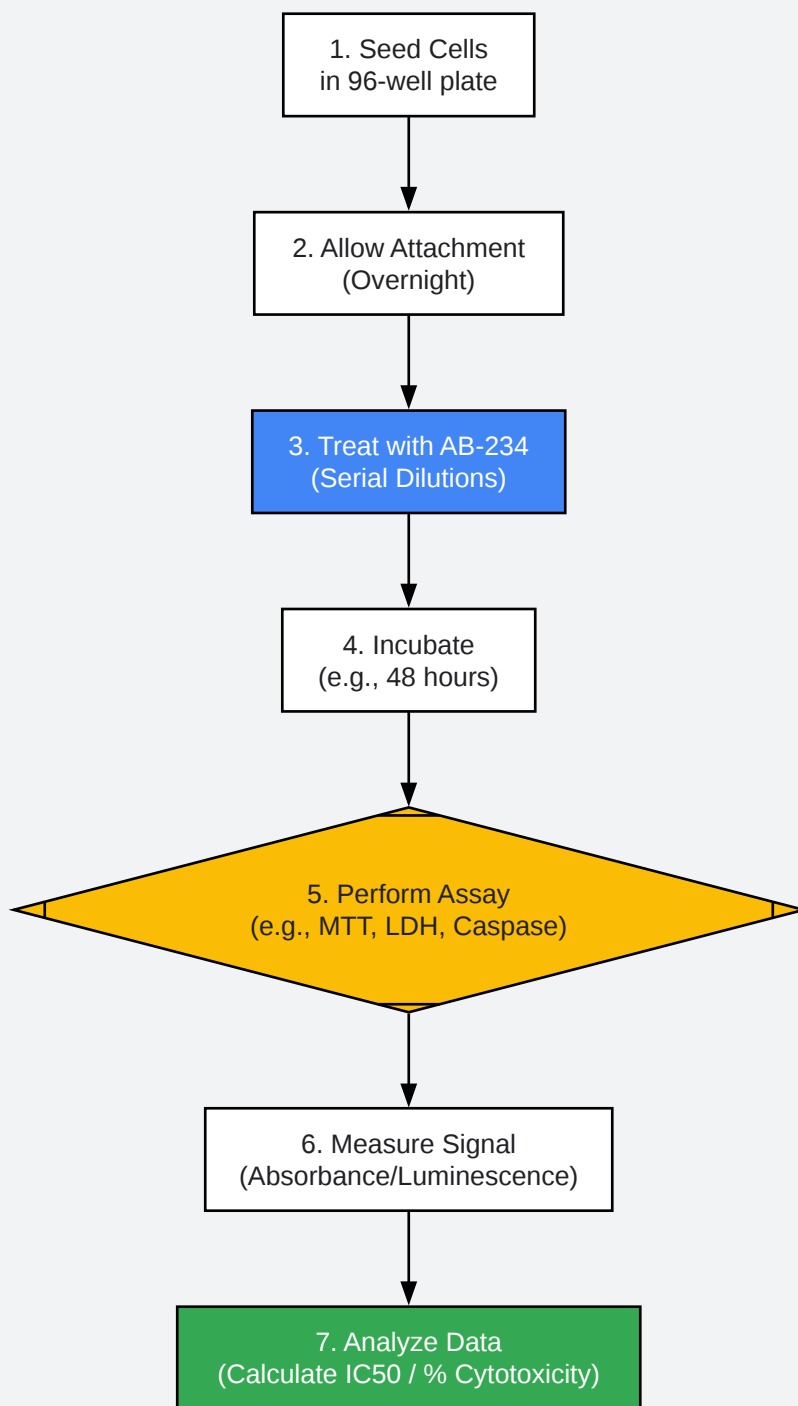 1. Seed Cells
in 96-well plate
2. Allow Attachment
(Overnight)
3. Treat with AB-234
(Serial Dilutions)
4. Incubate
(e.g., 48 hours)
5. Perform Assay
(e.g., MTT, LDH, Caspase)
6. Measure Signal
(Absorbance/Luminescence)
7. Analyze Data
(Calculate IC50 / % Cytotoxicity)